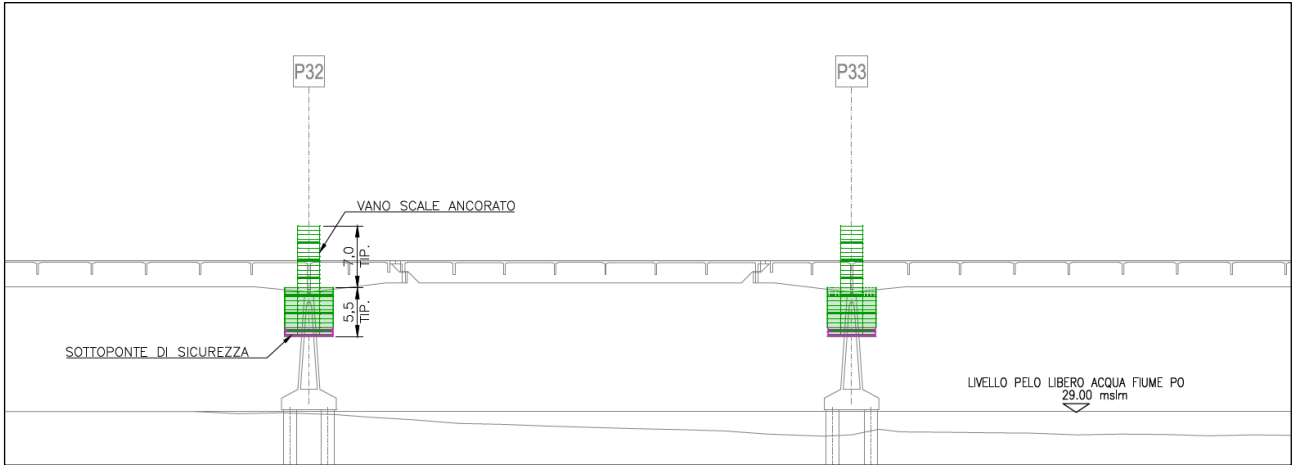 P32
P33
VANO SCALE ANCORATO
7,0
TIP.
5,5
TIP.
SOTTOPONTE DI SICUREZZA
LIVELLO PELO LIBERO ACQUA FIUME PO
29.00 mslm